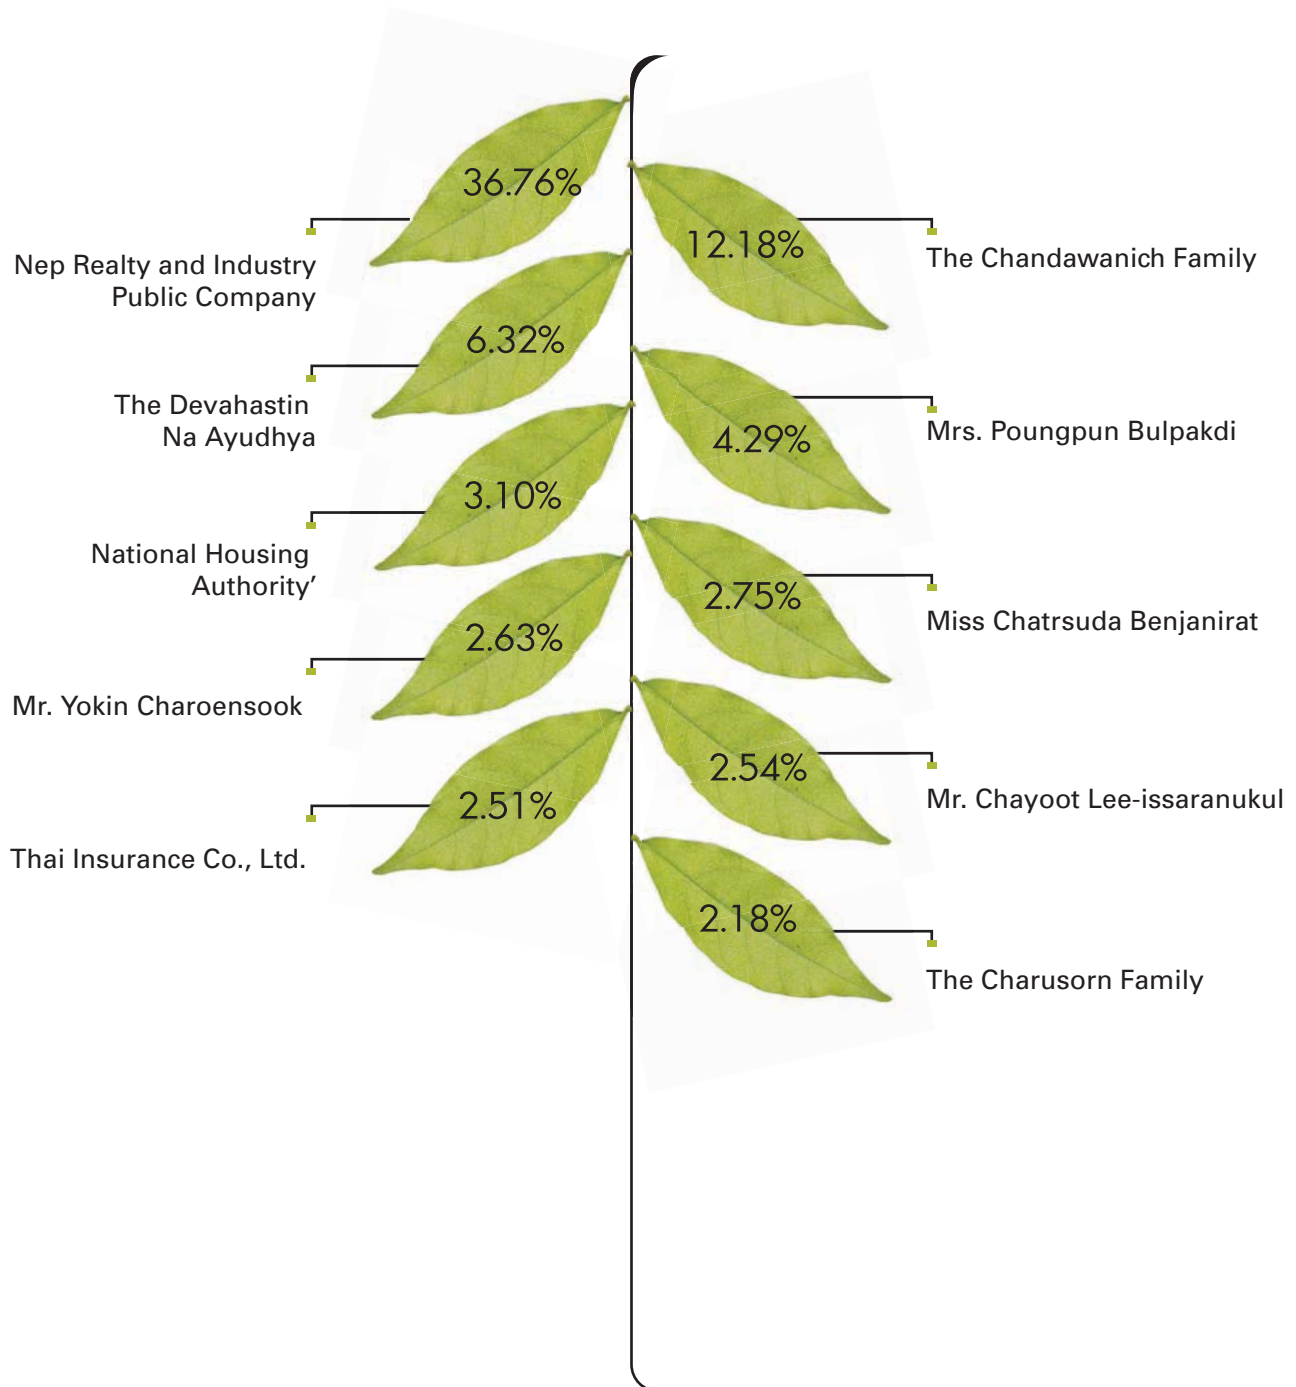 36.76%
Nep Realty and Industry
Public Company
12.18%
The Chandawanich Family
6.32%
The Devahastin
Na Ayudhya
4.29%
Mrs. Poungpun Bulpakdi
3.10%
National Housing
Authority’
2.75%
Miss Chatrsuda Benjanirat
2.63%
Mr. Yokin Charoensook
2.54%
Mr. Chayoot Lee-issaranukul
2.51%
Thai Insurance Co., Ltd.
2.18%
The Charusorn Family